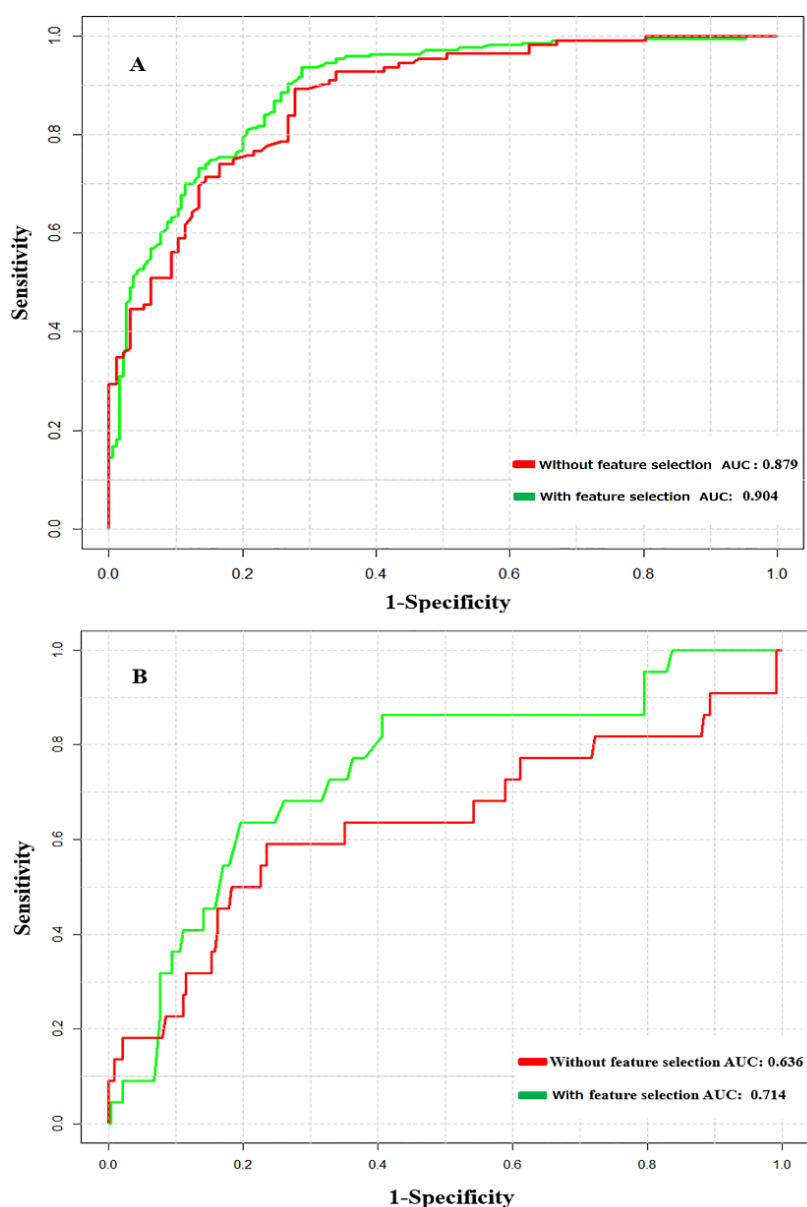 A
Sensitivity
1.0
0.8
0.6
0.4
0.2
0.0
Without feature selection AUC : 0.879
With feature selection AUC: 0.904
0.0 0.2 0.4 0.6 0.8 1.0
1-Specificity
B
Sensitivity
1.0
0.8
0.6
0.4
0.2
0.0
Without feature selection AUC: 0.636
With feature selection AUC: 0.714
0.0 0.2 0.4 0.6 0.8 1.0
1-Specificity